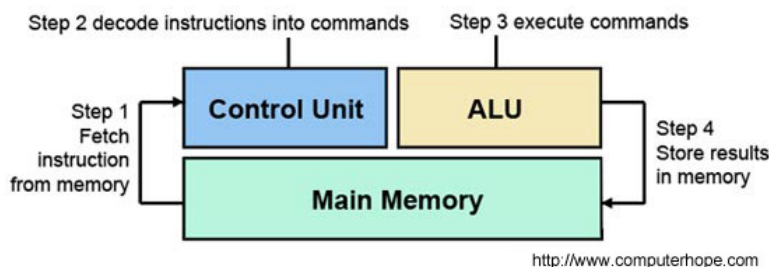 Step 2 decode instructions into commands
Step 3 execute commands
Control Unit
ALU
Step 1
Fetch
instruction
from memory
Step 4
Store results
in memory
Main Memory
http://www.computerhope.com